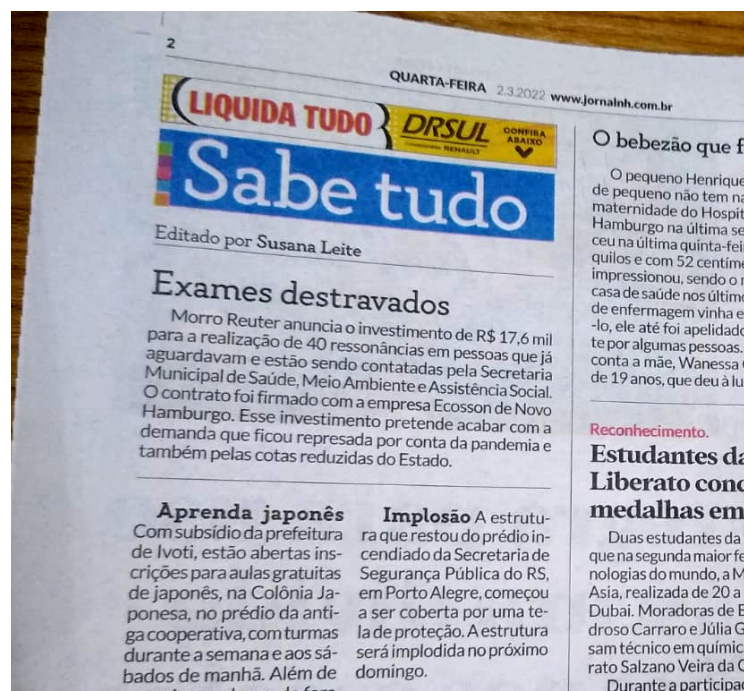 2
QUARTA-FEIRA 2.3.2022 www.jornalnh.com.br
LIQUIDA TUDO
DRSUL
RENAULT
CONFIRA
ABAIXO
Sabe tudo
Editado por Susana Leite
Exames destravados
Morro Reuter anuncia o investimento de R$ 17,6 mil
para a realização de 40 ressonâncias em pessoas que já
aguardavam e estão sendo contatadas pela Secretaria
Municipal de Saúde, Meio Ambiente e Assistência Social.
O contrato foi firmado com a empresa Ecosson de Novo
Hamburgo. Esse investimento pretende acabar com a
demanda que ficou represada por conta da pandemia e
também pelas cotas reduzidas do Estado.
Aprenda japonês
Com subsídio da prefeitura
de Ivoti, estão abertas ins-
crições para aulas gratuitas
de japonês, na Colônia Ja-
ponesa, no prédio da anti-
ga cooperativa, com turmas
durante a semana e aos sá-
bados de manhã. Além de
Implosão A estrutu-
ra que restou do prédio in-
cendiado da Secretaria de
Segurança Pública do RS,
em Porto Alegre, começou
a ser coberta por uma te-
la de proteção. A estrutura
será implodida no próximo
domingo.
O bebezão que f
O pequeno Henrique
de pequeno não tem na
maternidade do Hospit
Hamburgo na última se
ceu na última quinta-fei
quilos e com 52 centíme
impressionou, sendo o
casa de saúde nos último
de enfermagem vinha e
-lo, ele até foi apelidado
te por algumas pessoas.
conta a mãe, Wanessa
de 19 anos, que deu à lu
Reconhecimento.
Estudantes da
Liberato conq
medalhas em
Duas estudantes da
que na segunda maior fe
nologias do mundo, a M
Asia, realizada de 20 a
Dubai. Moradoras de E
droso Carraro e Júlia G
sam técnico em químic
rato Salzano Veira da C
Durante a participaç